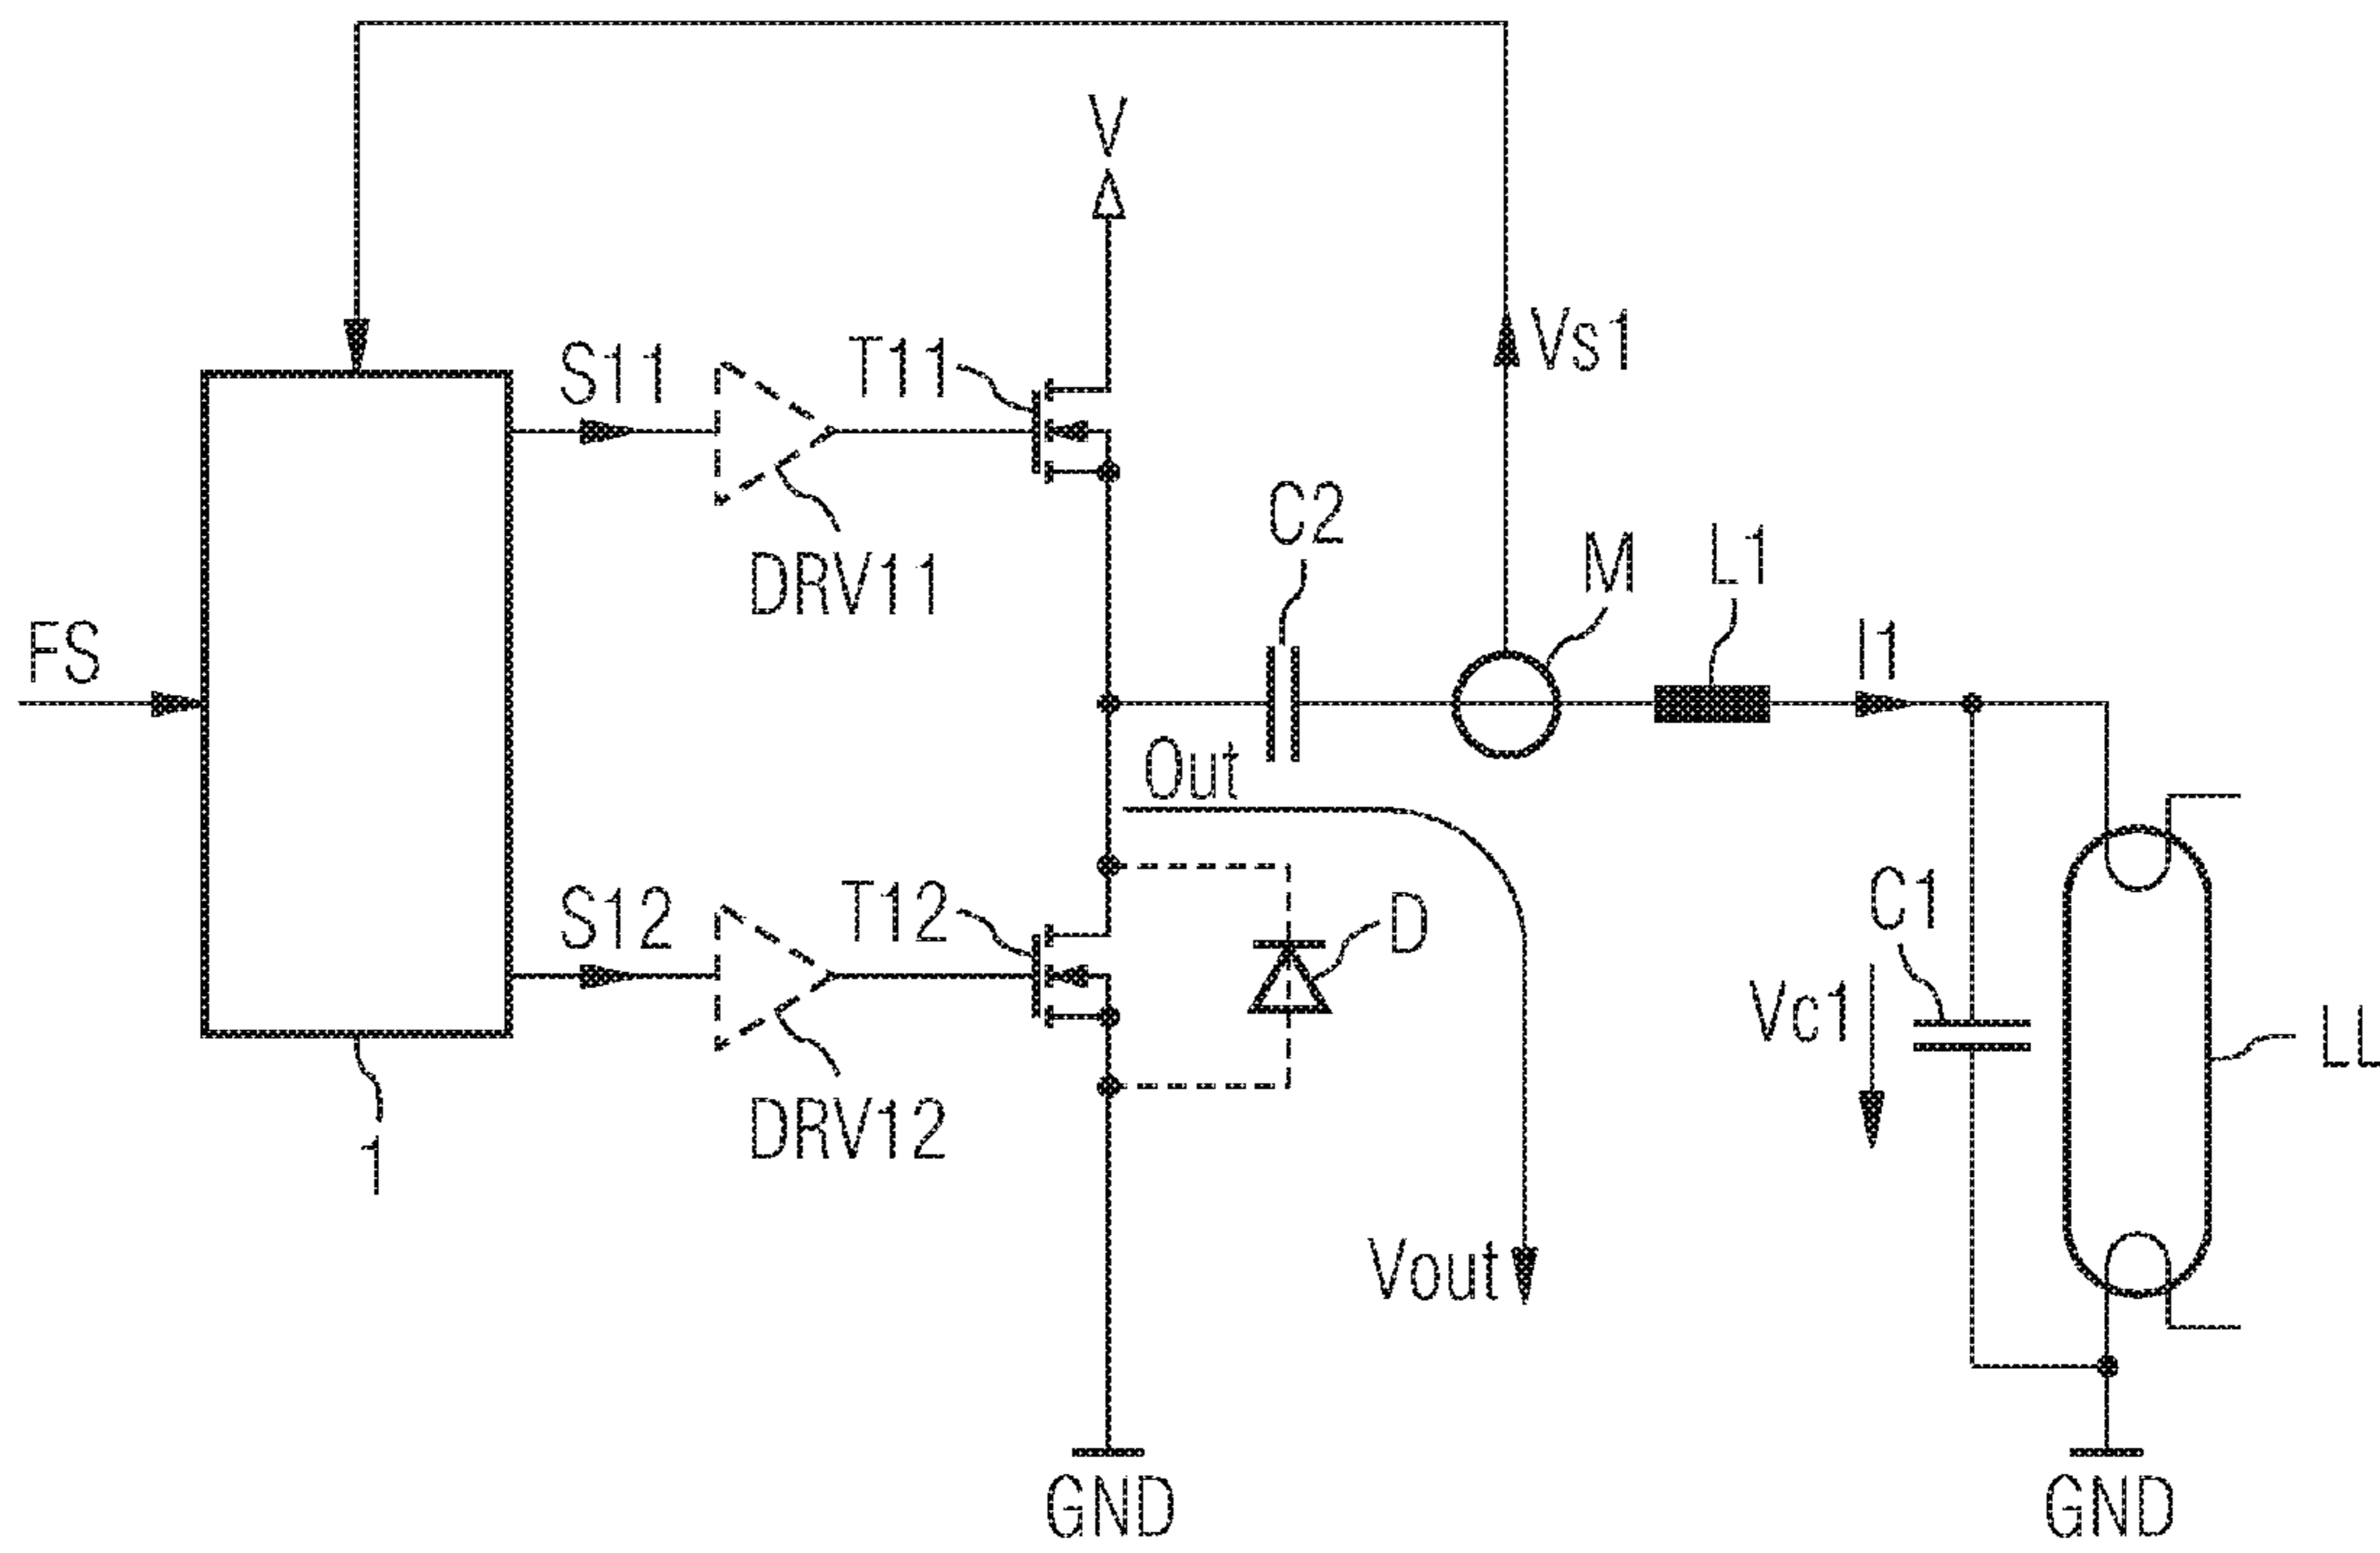 V
Vs1
S11
T11
DRV11
C2
M
L1
I1
FS
Out
S12
T12
D
C1
Vc1
LL
DRV12
1
Vout
GND
GND